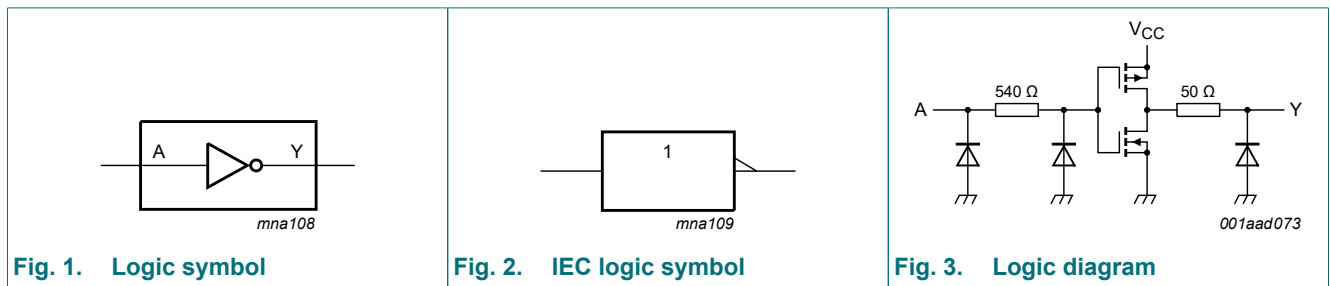 A
Y
mna108
Fig. 1. Logic symbol
1
mna109
Fig. 2. IEC logic symbol
VCC
540 Ω
50 Ω
A
Y
001aad073
Fig. 3. Logic diagram